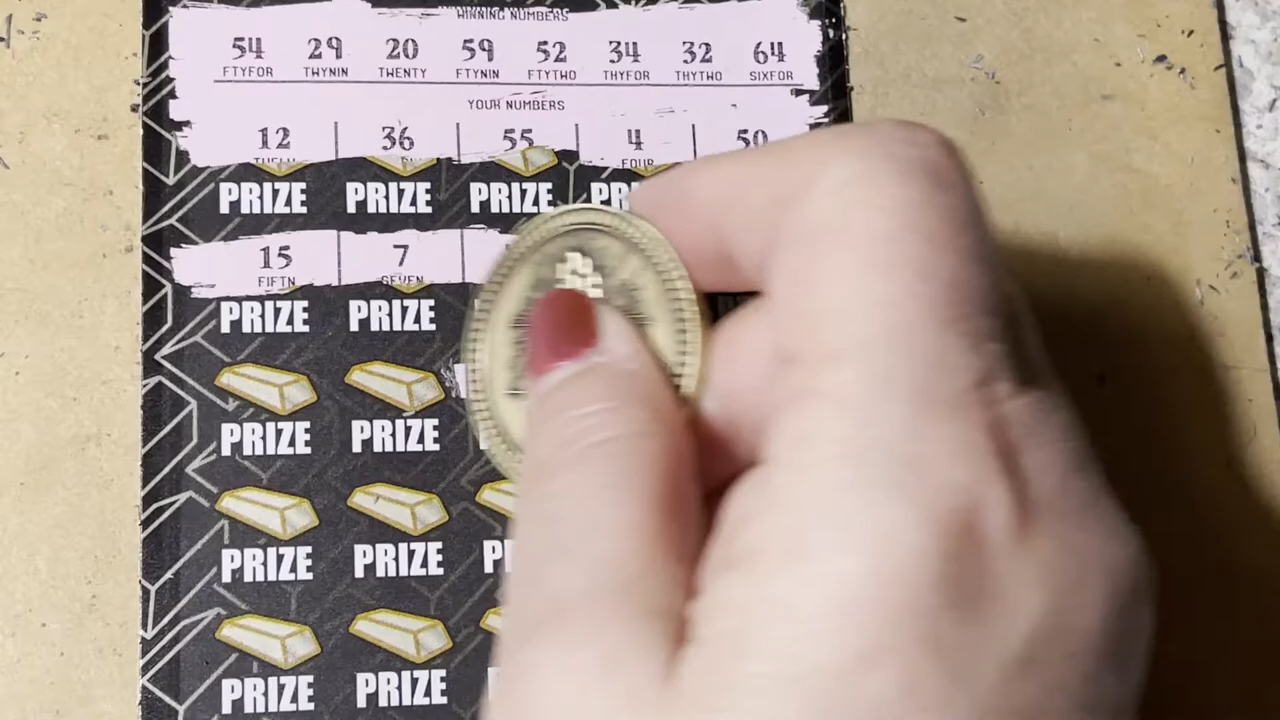 WINNING NUMBERS
54 29 20 59 52 34 32 64
FTYFOR TWYNIN TWENTY FTYNIN FTYTWO THYFOR THYTWO SIXFOR
YOUR NUMBERS
12 36 55 4 50
FOUR
PRIZE PRIZE PRIZE
15 7
FIFTN SEVEN
PRIZE PRIZE
PRIZE PRIZE
PRIZE PRIZE
PRIZE PRIZE